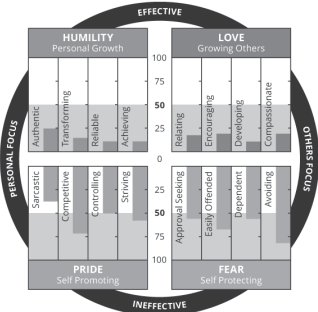 EFFECTIVE
HUMILITY
Personal Growth
LOVE
Growing Others
100
75
50
25
0
25
50
75
100
Authentic
Transforming
Reliable
Achieving
Relating
Encouraging
Developing
Compassionate
PERSONAL FOCUS
OTHERS FOCUS
Sarcastic
Competitive
Controlling
Striving
Approval Seeking
Easily Offended
Dependent
Avoiding
PRIDE
Self Promoting
FEAR
Self Protecting
INEFFECTIVE